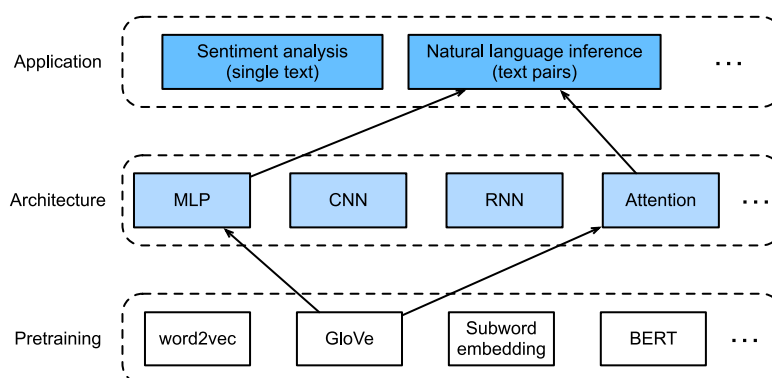 Application
Sentiment analysis
(single text)
Natural language inference
(text pairs)
...
Architecture
MLP
CNN
RNN
Attention
...
Pretraining
word2vec
GloVe
Subword
embedding
BERT
...